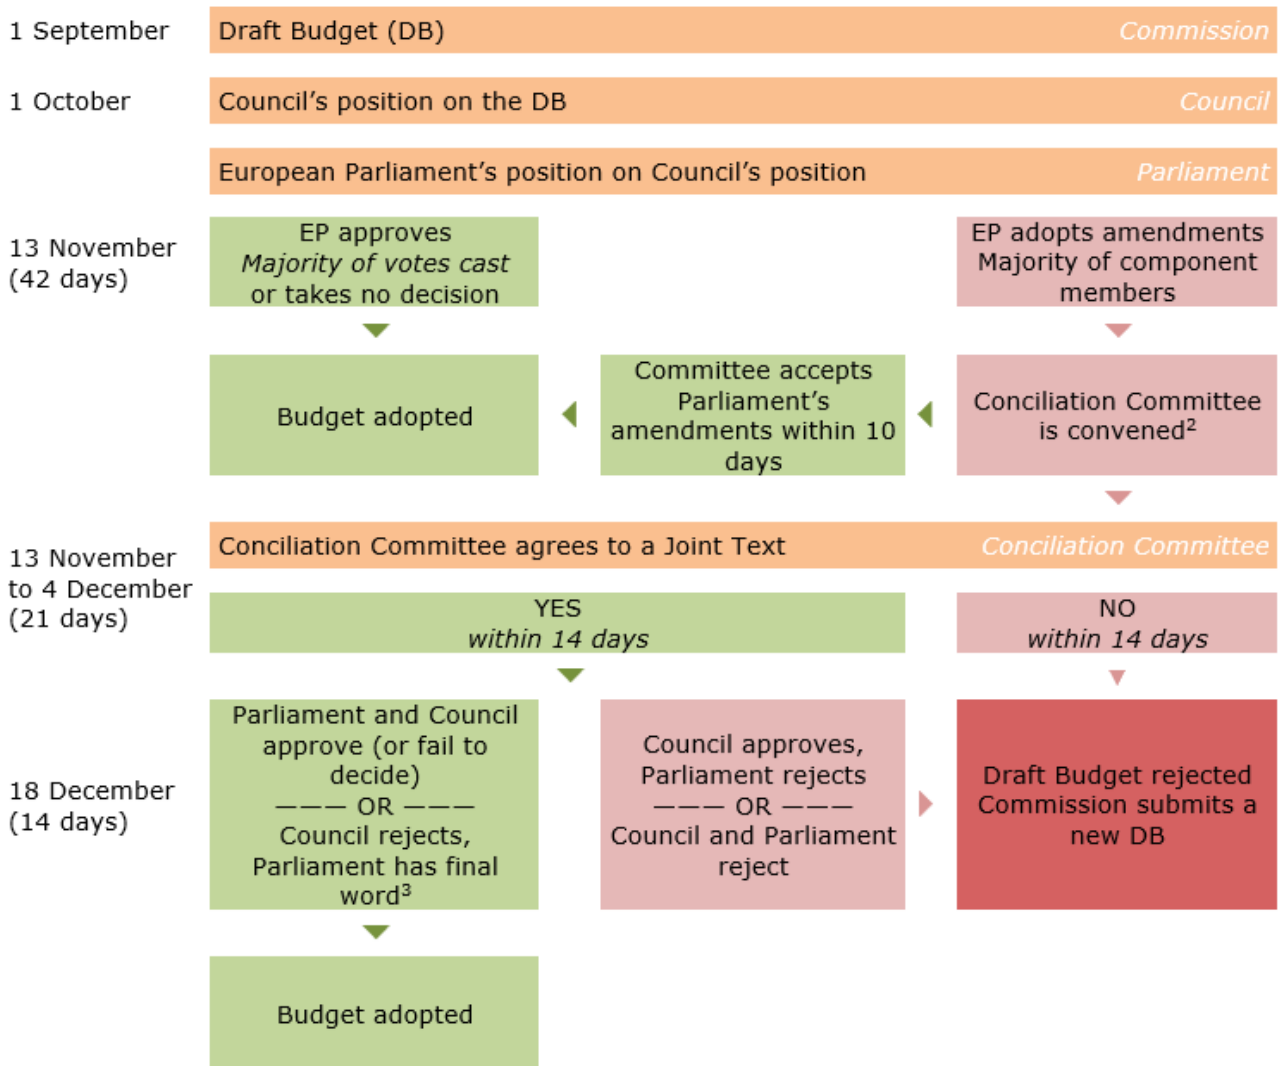 1 September
Draft Budget (DB)
Commission
1 October
Council’s position on the DB
Council
European Parliament’s position on Council’s position
Parliament
13 November
(42 days)
EP approves
Majority of votes cast
or takes no decision
EP adopts amendments
Majority of component
members
Budget adopted
Committee accepts
Parliament’s
amendments within 10
days
Conciliation Committee
is convened²
13 November
to 4 December
(21 days)
Conciliation Committee agrees to a Joint Text
Conciliation Committee
YES
within 14 days
NO
within 14 days
18 December
(14 days)
Parliament and Council
approve (or fail to
decide)
——— OR ———
Council rejects,
Parliament has final
word³
Council approves,
Parliament rejects
——— OR ———
Council and Parliament
reject
Draft Budget rejected
Commission submits a
new DB
Budget adopted